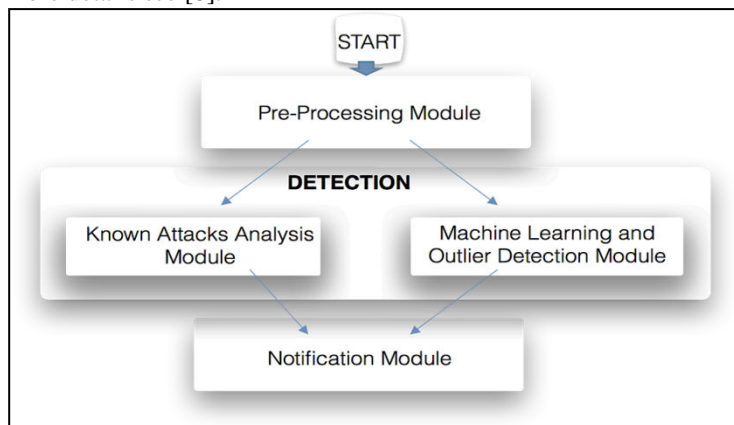 START
Pre-Processing Module
DETECTION
Known Attacks Analysis
Module
Machine Learning and
Outlier Detection Module
Notification Module